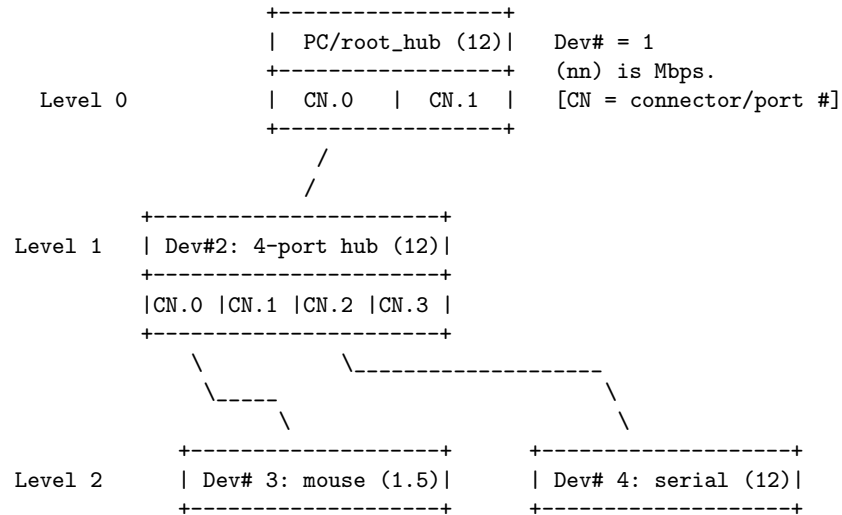 PC/root_hub (12)| Dev# = 1
(nn) is Mbps.
Level 0 | CN.0 | CN.1 | [CN = connector/port #]
Level 1 | Dev#2: 4-port hub (12)|
|CN.0 |CN.1 |CN.2 |CN.3 |
Level 2 | Dev# 3: mouse (1.5)| | Dev# 4: serial (12)|